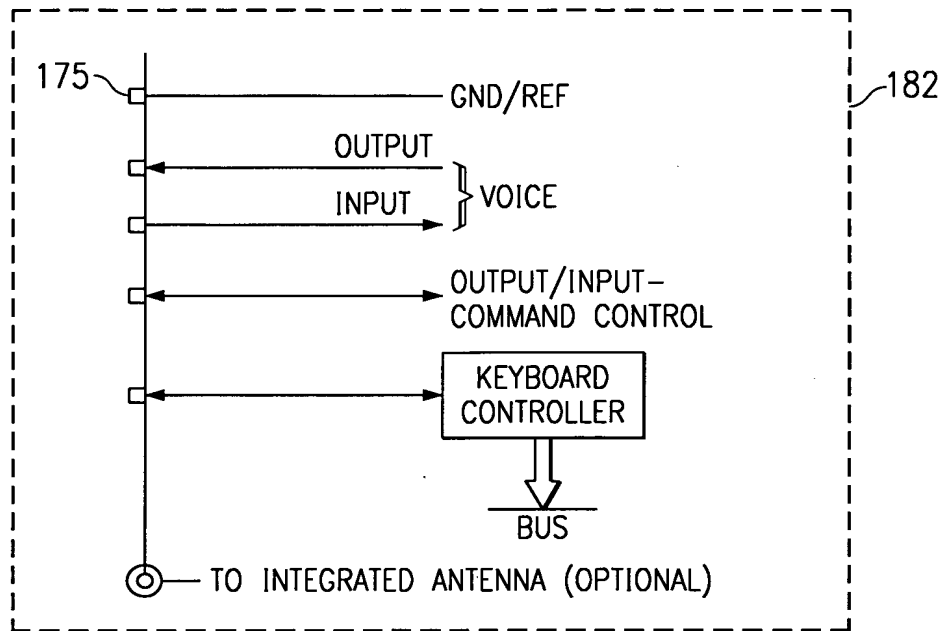 175
GND/REF
182
OUTPUT
VOICE
INPUT
OUTPUT/INPUT-
COMMAND CONTROL
KEYBOARD
CONTROLLER
BUS
TO INTEGRATED ANTENNA (OPTIONAL)